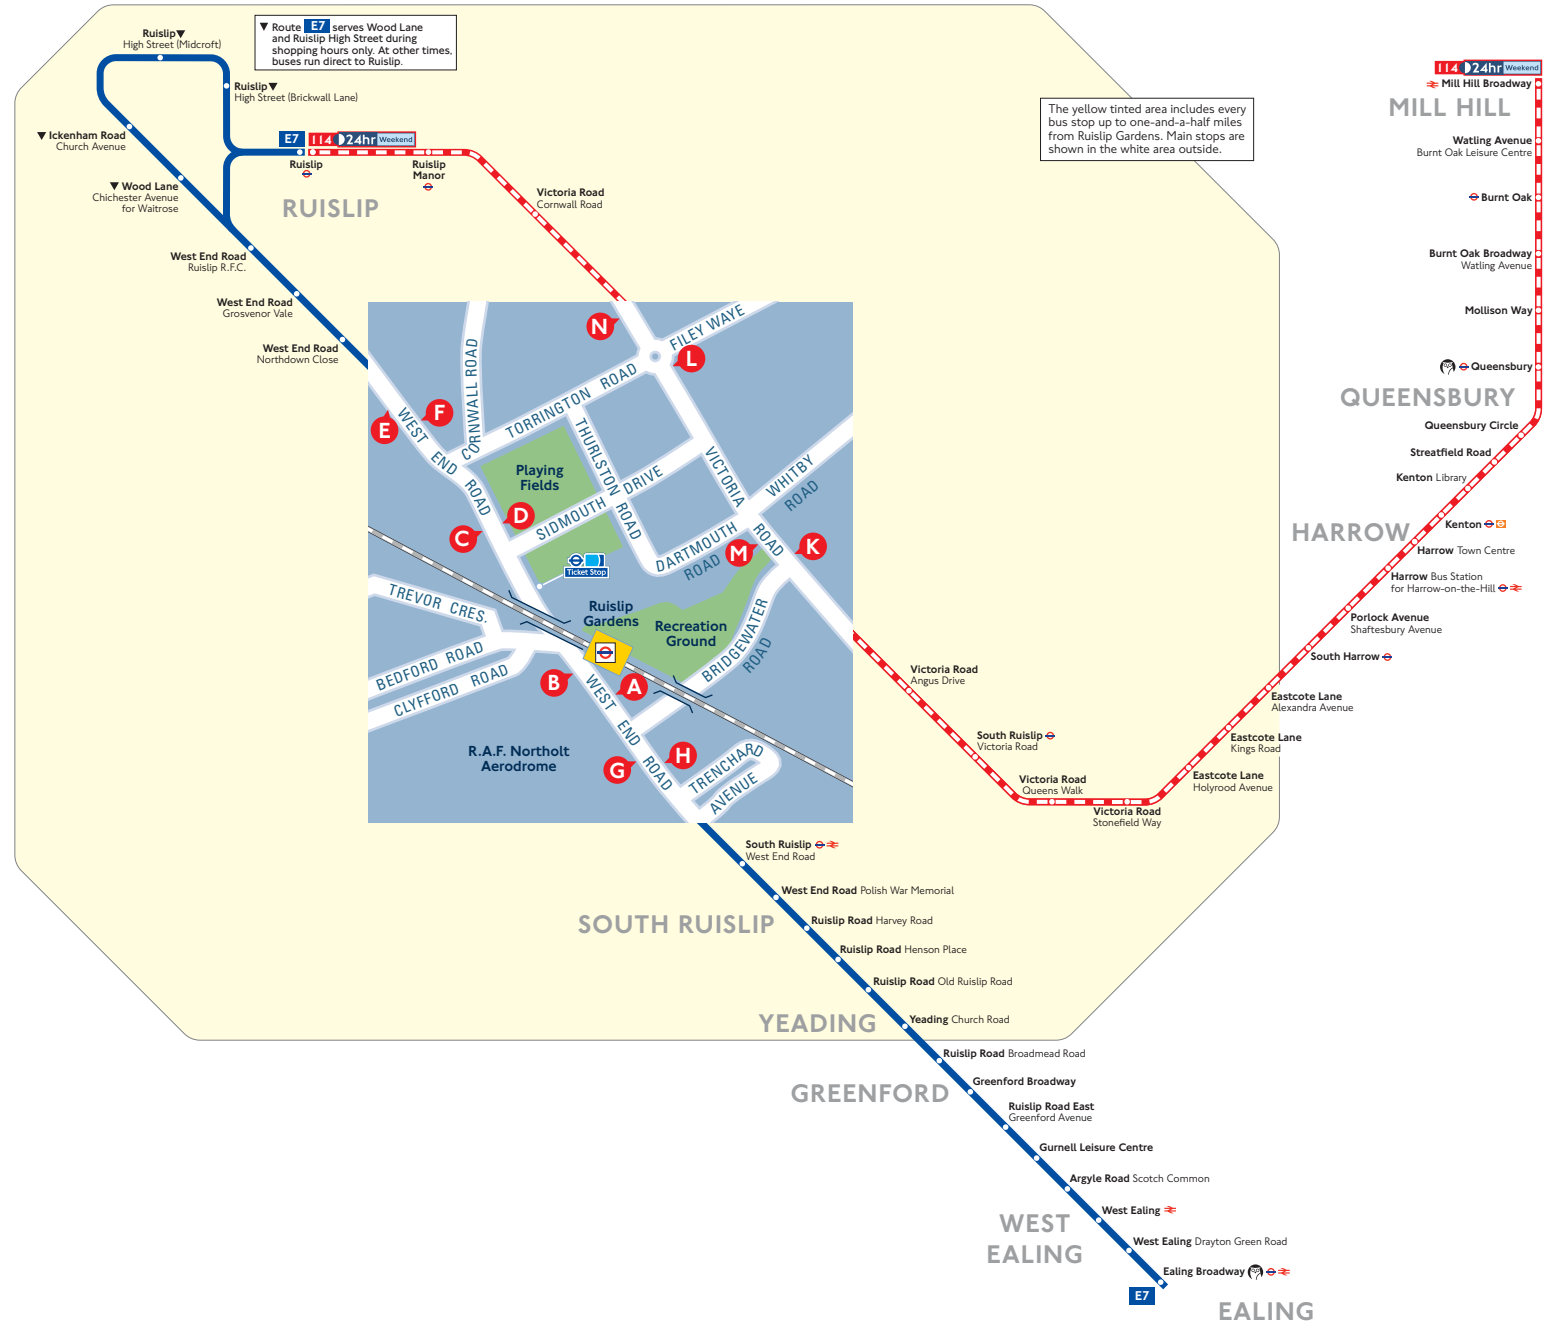 ▼ Route E7 serves Wood Lane
and Ruislip High Street during
shopping hours only. At other times,
buses run direct to Ruislip.
Ruislip▼
High Street (Midcroft)
Ruislip▼
High Street (Brickwall Lane)
▼ Ickenham Road
Church Avenue
▼ Wood Lane
Chichester Avenue
for Waitrose
E7
114 24hr Weekend
Ruislip
Ruislip
Manor
RUISLIP
Victoria Road
Cornwall Road
West End Road
Ruislip R.F.C.
West End Road
Grosvenor Vale
West End Road
Northdown Close
The yellow tinted area includes every
bus stop up to one-and-a-half miles
from Ruislip Gardens. Main stops are
shown in the white area outside.
114 24hr Weekend
Mill Hill Broadway
MILL HILL
Watling Avenue
Burnt Oak Leisure Centre
Burnt Oak
Burnt Oak Broadway
Watling Avenue
Mollison Way
Queensbury
QUEENSBURY
Queensbury Circle
Streatfield Road
Kenton Library
Kenton
HARROW
Harrow Town Centre
Harrow Bus Station
for Harrow-on-the-Hill
Porlock Avenue
Shaftesbury Avenue
South Harrow
Eastcote Lane
Alexandra Avenue
Eastcote Lane
Kings Road
Eastcote Lane
Holyrood Avenue
Victoria Road
Stonefield Way
Victoria Road
Queens Walk
South Ruislip
Victoria Road
Victoria Road
Angus Drive
N
L
FILEY WAYE
CORNWALL ROAD
TORRINGTON ROAD
E
F
WEST END ROAD
THURLSTON ROAD
VICTORIA ROAD
WHITBY
ROAD
Playing
Fields
SIDMOUTH DRIVE
C
D
DARTMOUTH
ROAD
M
K
Ticket Stop
TREVOR CRES.
Ruislip
Gardens
Recreation
Ground
BRIDGEWATER
ROAD
BEDFORD ROAD
CLYFFORD ROAD
B
A
WEST END ROAD
R.A.F. Northolt
Aerodrome
G
H
TRENCHARD
AVENUE
South Ruislip
West End Road
West End Road Polish War Memorial
SOUTH RUISLIP
Ruislip Road Harvey Road
Ruislip Road Henson Place
Ruislip Road Old Ruislip Road
YEADING
Yeading Church Road
Ruislip Road Broadmead Road
GREENFORD
Greenford Broadway
Ruislip Road East
Greenford Avenue
Gurnell Leisure Centre
Argyle Road Scotch Common
West Ealing
WEST
EALING
West Ealing Drayton Green Road
Ealing Broadway
E7
EALING